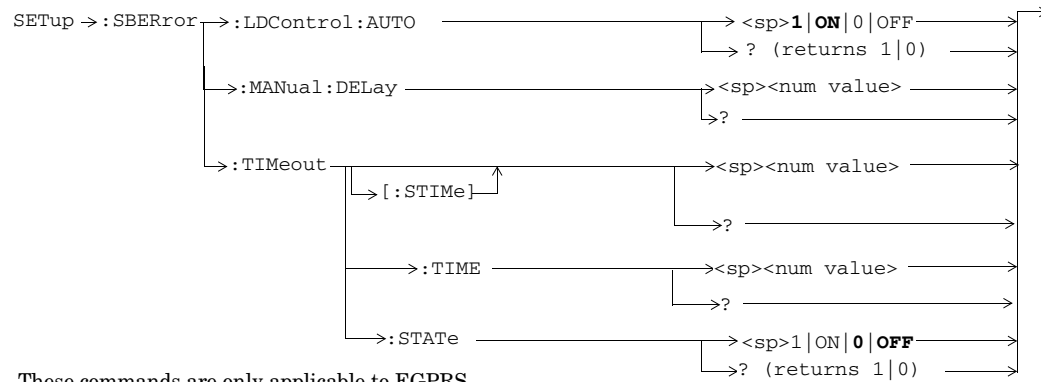 SETup :SBERror :LDControl:AUTO <sp>1|ON|0|OFF
? (returns 1|0)
:MANual:DELay <sp><num value>
?
:TIMeout <sp><num value>
[:STIMe]
?
:TIME <sp><num value>
?
:STATe <sp>1|ON|0|OFF
? (returns 1|0)
These commands are only applicable to EGPRS